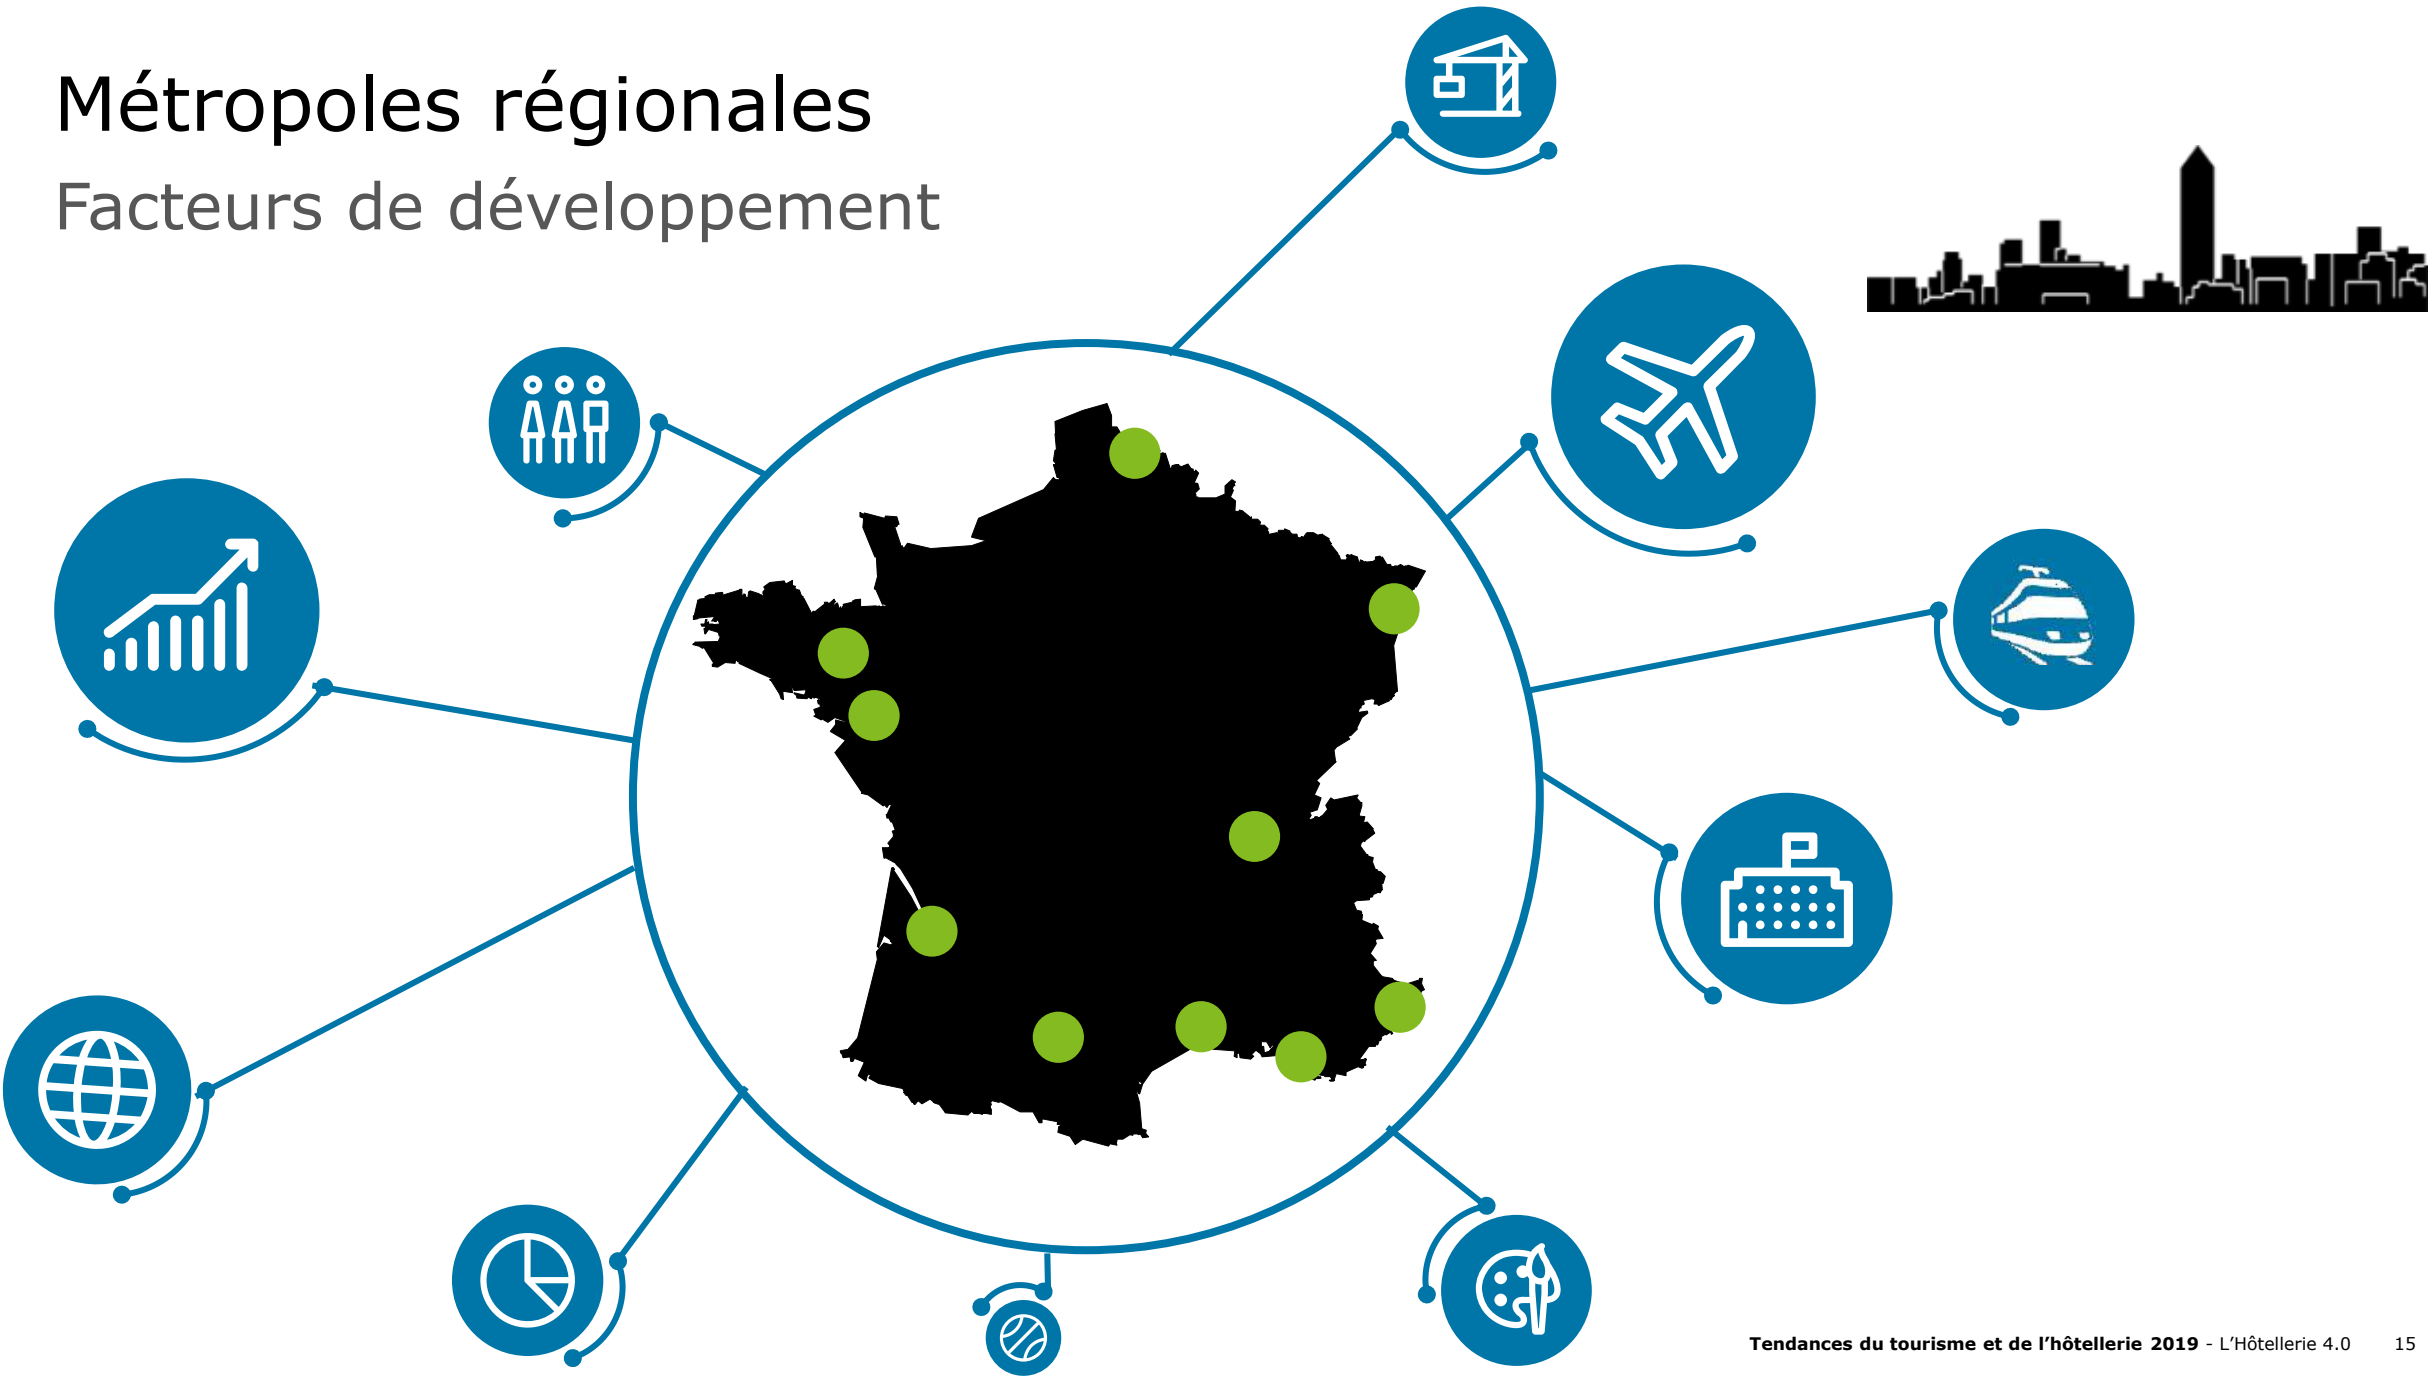 Métropoles régionales
Facteurs de développement
Tendances du tourisme et de l’hôtellerie 2019 - L’Hôtellerie 4.0 15